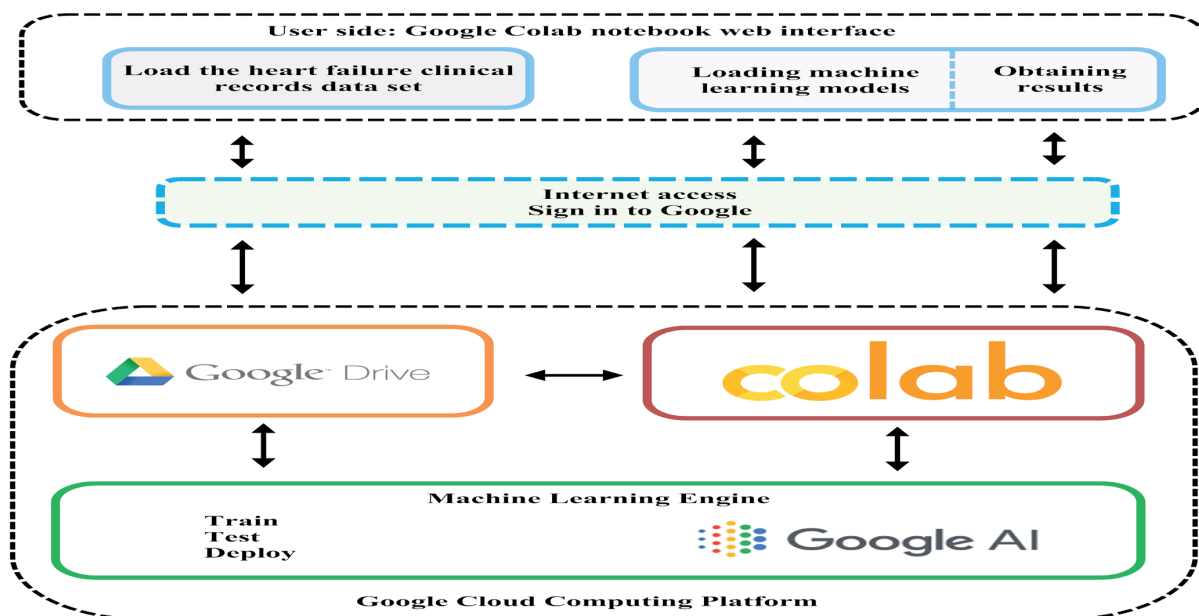 User side: Google Colab notebook web interface
Load the heart failure clinical
records data set
Loading machine
learning models
Obtaining
results
Internet access
Sign in to Google
Google™ Drive
colab
Machine Learning Engine
Train
Test
Deploy
Google AI
Google Cloud Computing Platform